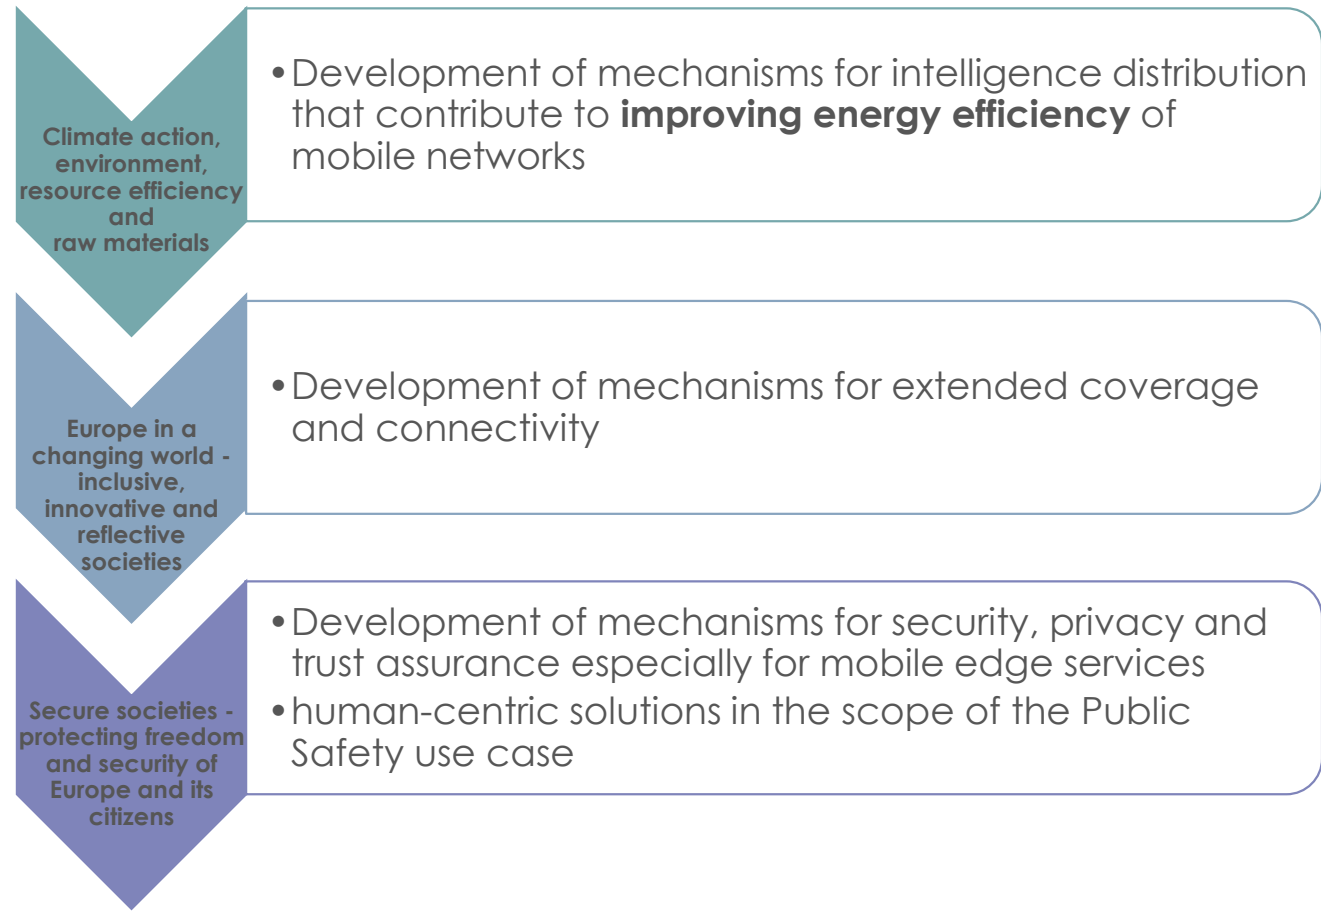 Climate action,
environment,
resource efficiency
and
raw materials
•Development of mechanisms for intelligence distribution
that contribute to improving energy efficiency of
mobile networks
Europe in a
changing world -
inclusive,
innovative and
reflective
societies
•Development of mechanisms for extended coverage
and connectivity
Secure societies -
protecting freedom
and security of
Europe and its
citizens
•Development of mechanisms for security, privacy and
trust assurance especially for mobile edge services
•human-centric solutions in the scope of the Public
Safety use case